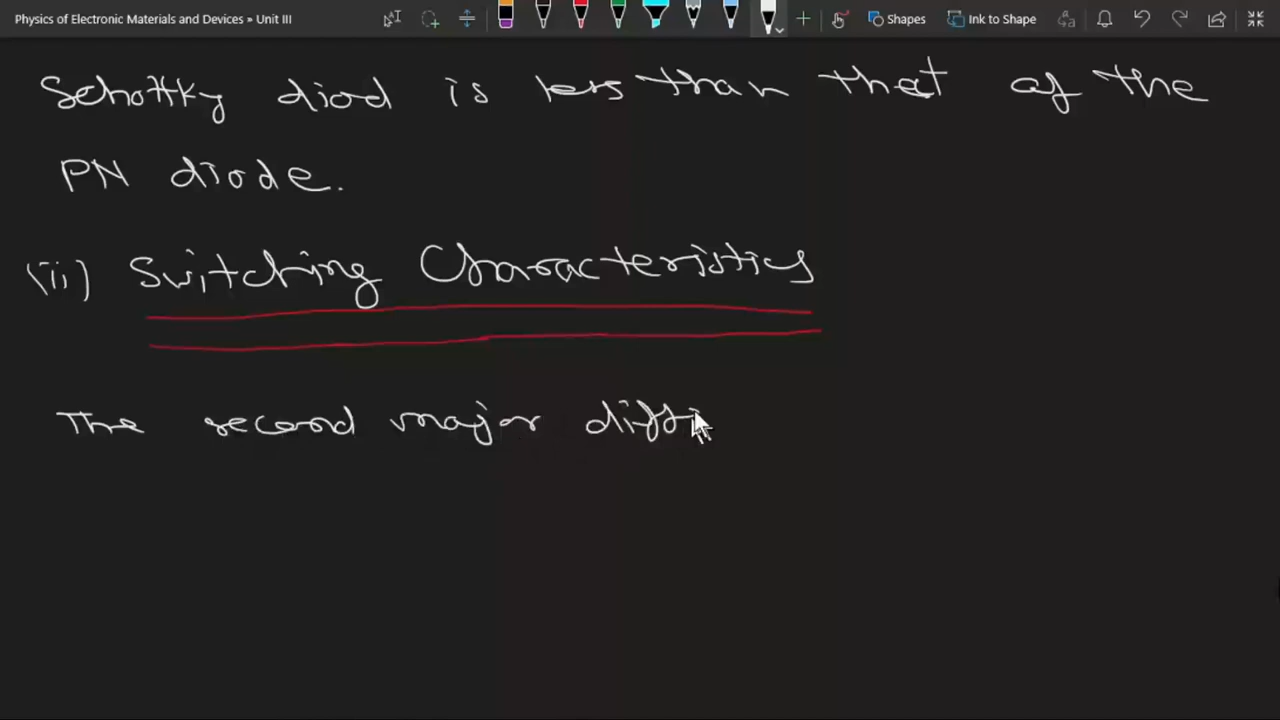 Physics of Electronic Materials and Devices » Unit III
Shapes
Ink to Shape
Schottky diod is less than that of the
PN diode.
(ii) Switching Characteristics
The second major diff